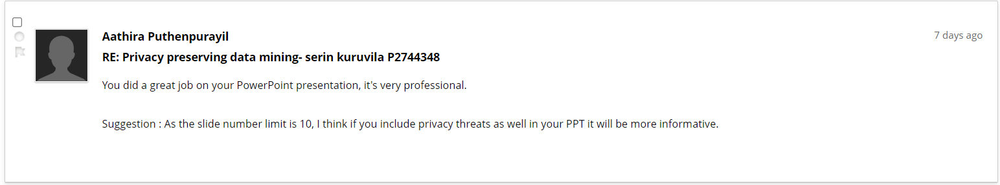 Aathira Puthenpurayil
7 days ago
RE: Privacy preserving data mining- serin kuruvila P2744348
You did a great job on your PowerPoint presentation, it's very professional.
Suggestion : As the slide number limit is 10, I think if you include privacy threats as well in your PPT it will be more informative.